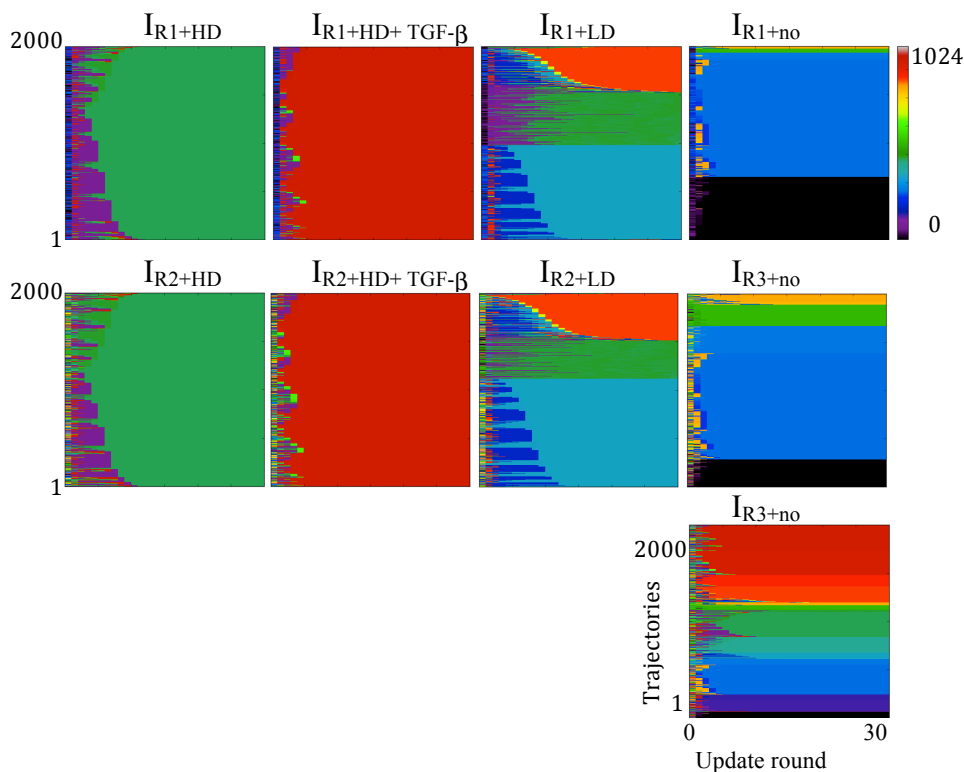 I_R1+HD I_R1+HD+ TGF-β I_R1+LD I_R1+no
2000
1024
0
1
I_R2+HD I_R2+HD+ TGF-β I_R2+LD I_R3+no
2000
1
I_R3+no
2000
Trajectories
1
0 30
Update round